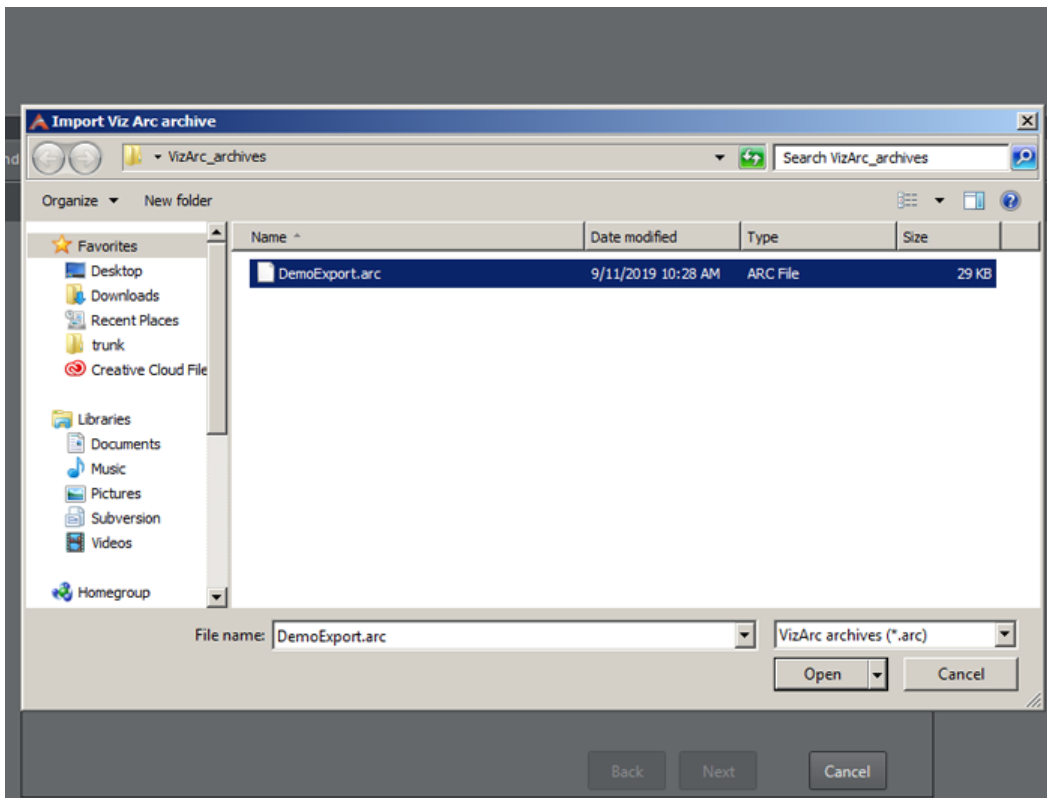 Import Viz Arc archive
nd
VizArc_archives
Search VizArc_archives
Organize New folder
Name Date modified Type Size
DemoExport.arc 9/11/2019 10:28 AM ARC File 29 KB
Favorites
Desktop
Downloads
Recent Places
trunk
Creative Cloud File
Libraries
Documents
Music
Pictures
Subversion
Videos
Homegroup
File name: DemoExport.arc VizArc archives (*.arc)
Open Cancel
Back Next Cancel